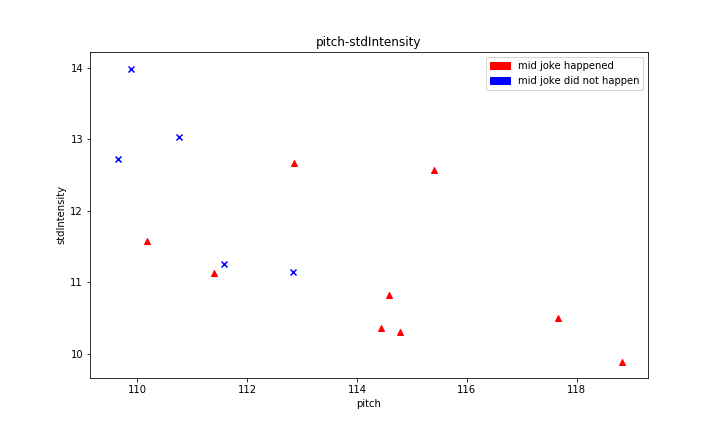 pitch-stdIntensity
mid joke happened
mid joke did not happen
14
13
12
11
10
stdIntensity
110
112
114
116
118
pitch